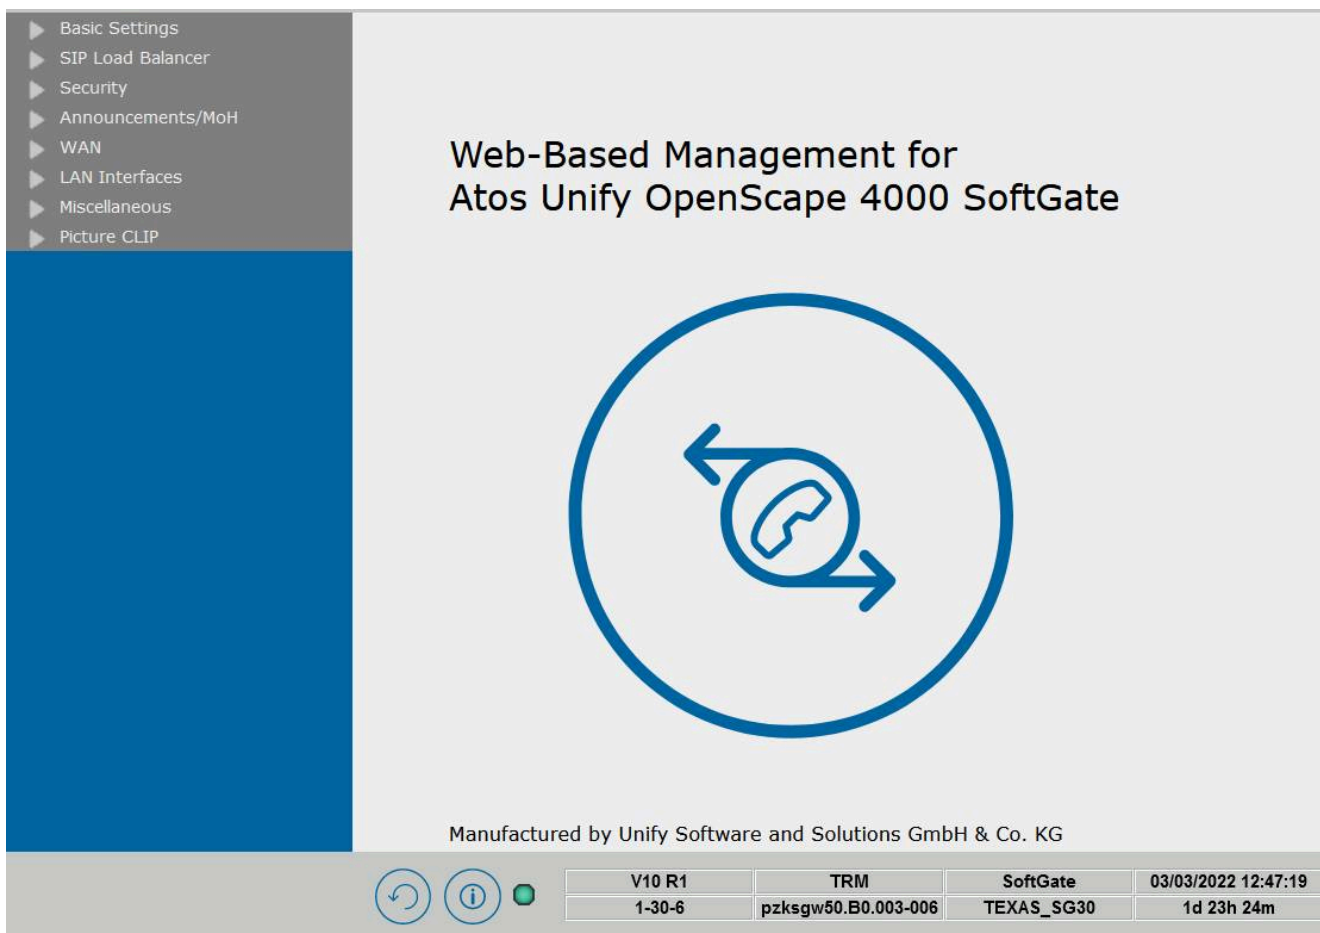 Basic Settings
SIP Load Balancer
Security
Announcements/MoH
WAN
LAN Interfaces
Miscellaneous
Picture CLIP
Web-Based Management for
Atos Unify OpenScape 4000 SoftGate
Manufactured by Unify Software and Solutions GmbH & Co. KG
V10 R1 TRM SoftGate 03/03/2022 12:47:19
1-30-6 pzksgw50.B0.003-006 TEXAS_SG30 1d 23h 24m